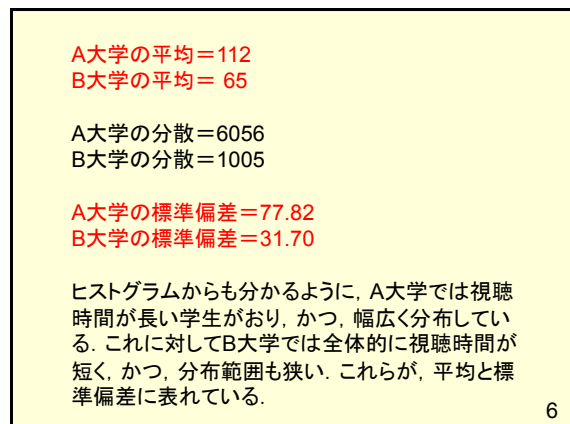 A大学の平均＝112
B大学の平均＝ 65
A大学の分散＝6056
B大学の分散＝1005
A大学の標準偏差＝77.82
B大学の標準偏差＝31.70
ヒストグラムからも分かるように，A大学では視聴
時間が長い学生がおり，かつ，幅広く分布してい
る．これに対してB大学では全体的に視聴時間が
短く，かつ，分布範囲も狭い．これらが，平均と標
準偏差に表れている．
6